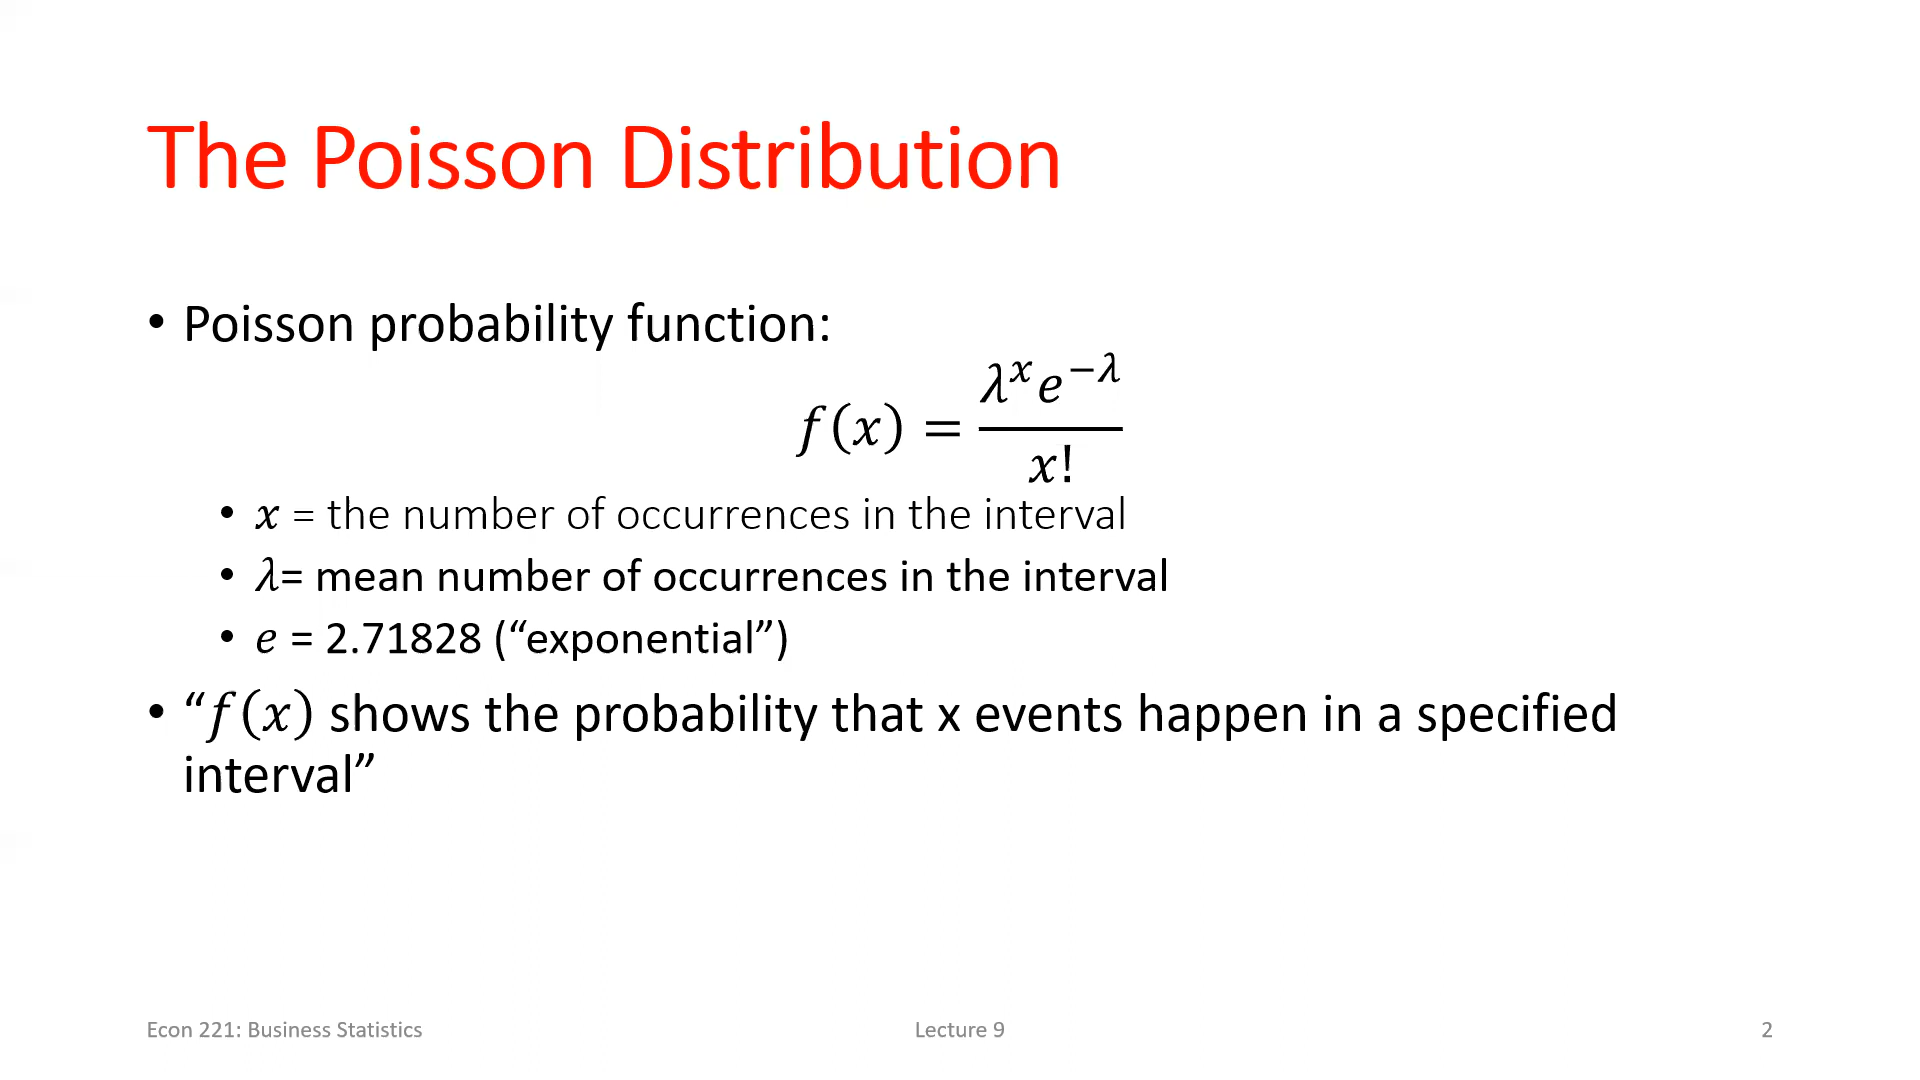 The Poisson Distribution
• Poisson probability function:
𝑓(𝑥) = 𝜆^𝑥 𝑒^−𝜆 / 𝑥!
• 𝑥 = the number of occurrences in the interval
• 𝜆= mean number of occurrences in the interval
• 𝑒 = 2.71828 (“exponential”)
• “𝑓(𝑥) shows the probability that x events happen in a specified
interval”
Econ 221: Business Statistics
Lecture 9
2